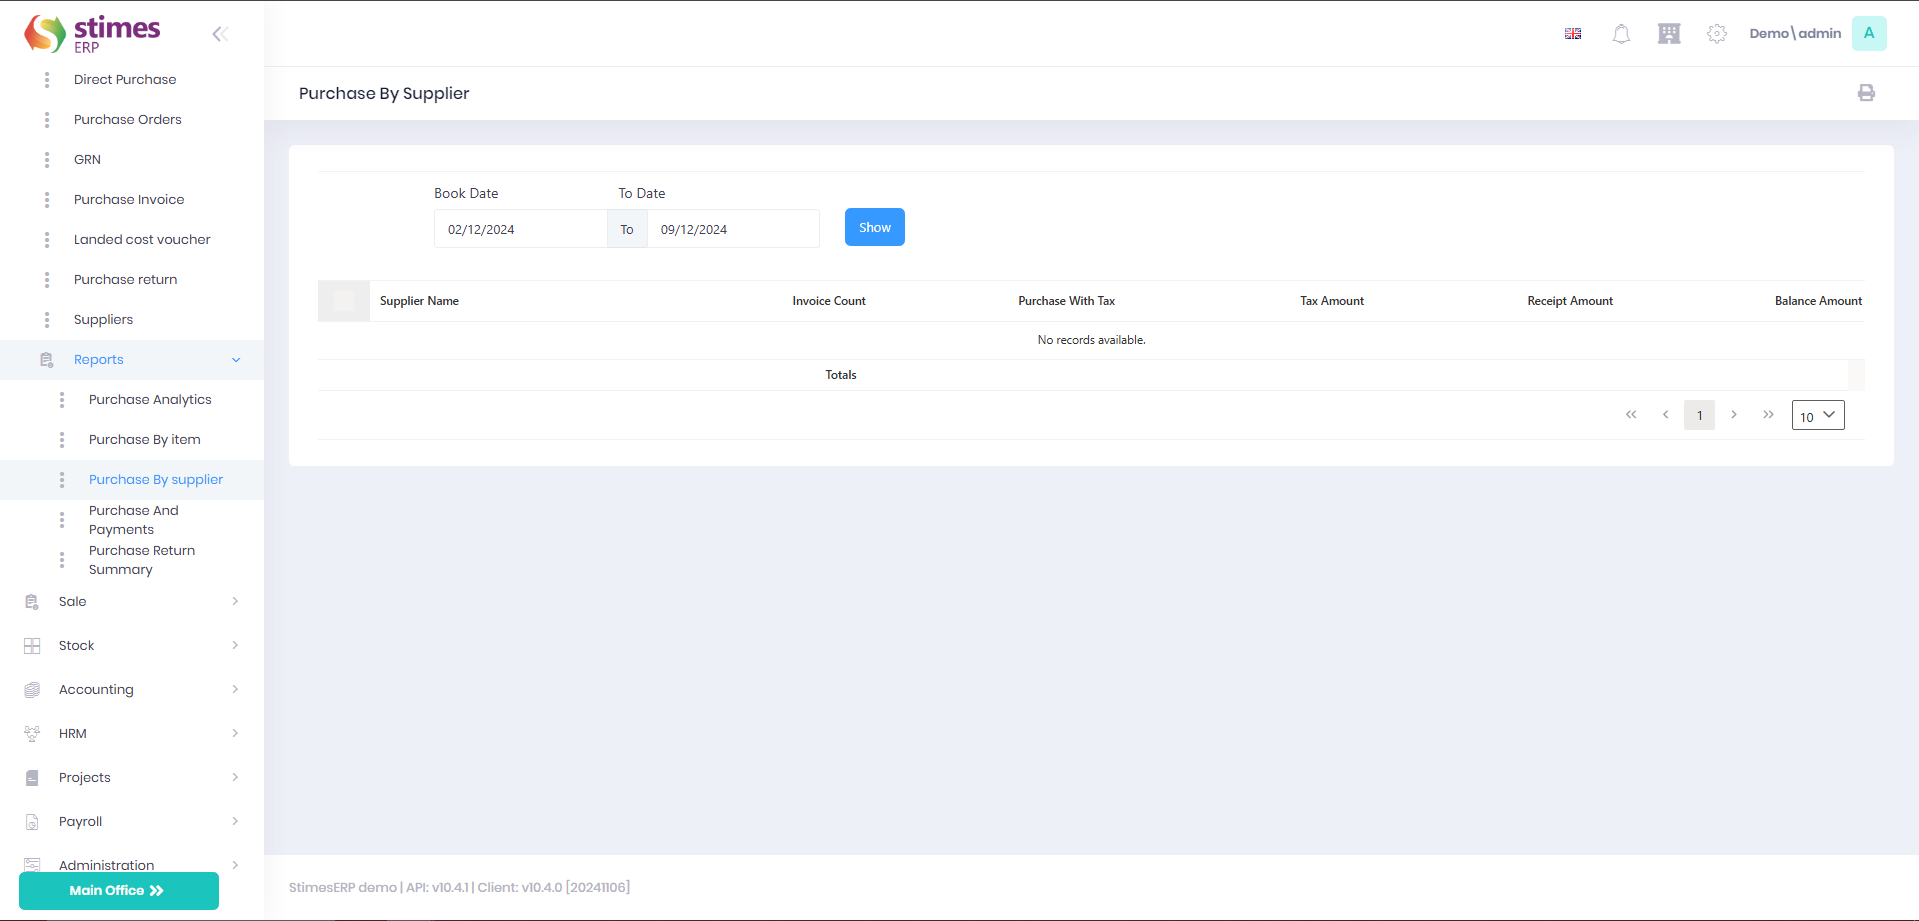 stimes
ERP
Demo\admin
A
Direct Purchase
Purchase Orders
GRN
Purchase Invoice
Landed cost voucher
Purchase return
Suppliers
Reports
Purchase Analytics
Purchase By item
Purchase By supplier
Purchase And
Payments
Purchase Return
Summary
Sale
Stock
Accounting
HRM
Projects
Payroll
Administration
Main Office
Purchase By Supplier
Book Date To Date
02/12/2024 To 09/12/2024 Show
Supplier Name Invoice Count Purchase With Tax Tax Amount Receipt Amount Balance Amount
No records available.
Totals
1 10
StimesERP demo | API: v10.4.1 | Client: v10.4.0 [20241106]